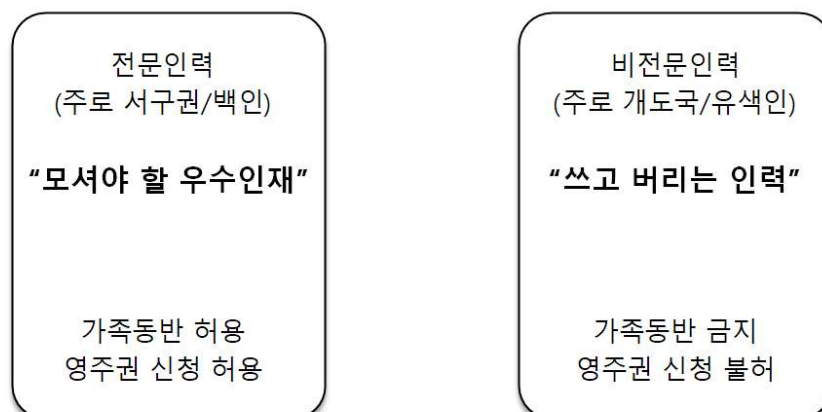 전문인력
(주로 서구권/백인)
“모셔야 할 우수인재”
가족동반 허용
영주권 신청 허용
비전문인력
(주로 개도국/유색인)
“쓰고 버리는 인력”
가족동반 금지
영주권 신청 불허